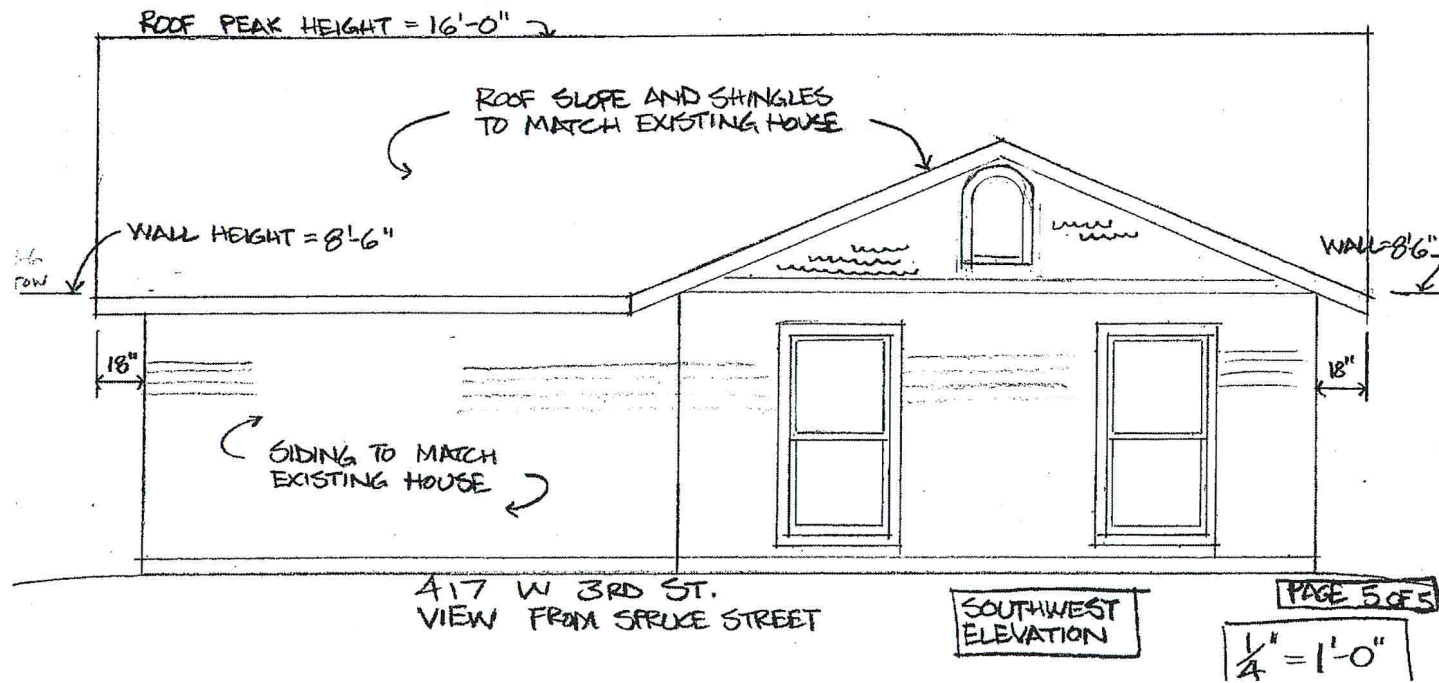 ROOF PEAK HEIGHT = 16'-0"
ROOF SLOPE AND SHINGLES
TO MATCH EXISTING HOUSE
WALL HEIGHT = 8'-6"
WALL=8'6"
TOW
18"
18"
SIDING TO MATCH
EXISTING HOUSE
417 W 3RD ST.
VIEW FROM SPRUCE STREET
SOUTHWEST
ELEVATION
PAGE 5 OF 5
1/4" = 1'-0"